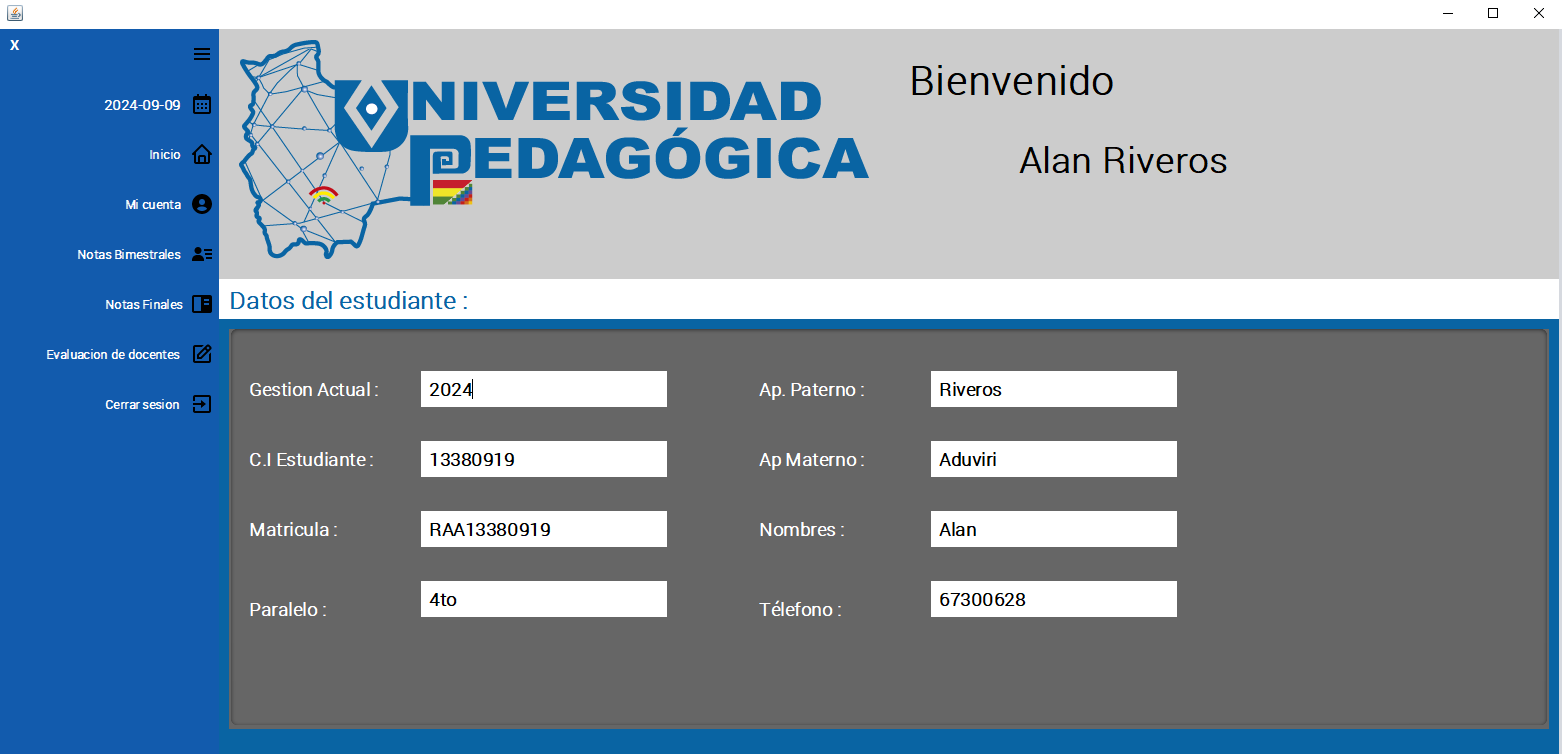 X
2024-09-09
Inicio
Mi cuenta
Notas Bimestrales
Notas Finales
Evaluacion de docentes
Cerrar sesion
UNIVERSIDAD
PEDAGÓGICA
Bienvenido
Alan Riveros
Datos del estudiante :
Gestion Actual : 2024 Ap. Paterno : Riveros
C.I Estudiante : 13380919 Ap Materno : Aduviri
Matricula : RAA13380919 Nombres : Alan
Paralelo : 4to Télefono : 67300628